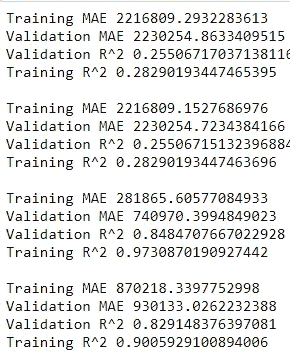 Training MAE 2216809.2932283613
Validation MAE 2230254.8633409515
Validation R^2 0.25506717037138116
Training R^2 0.28290193447465395
Training MAE 2216809.1527686976
Validation MAE 2230254.7234384166
Validation R^2 0.25506715132396884
Training R^2 0.28290193447463696
Training MAE 281865.60577084933
Validation MAE 740970.3994849023
Validation R^2 0.8484707667022928
Training R^2 0.9730870190927442
Training MAE 870218.3397752998
Validation MAE 930133.0262232388
Validation R^2 0.829148376397081
Training R^2 0.9005929100894006